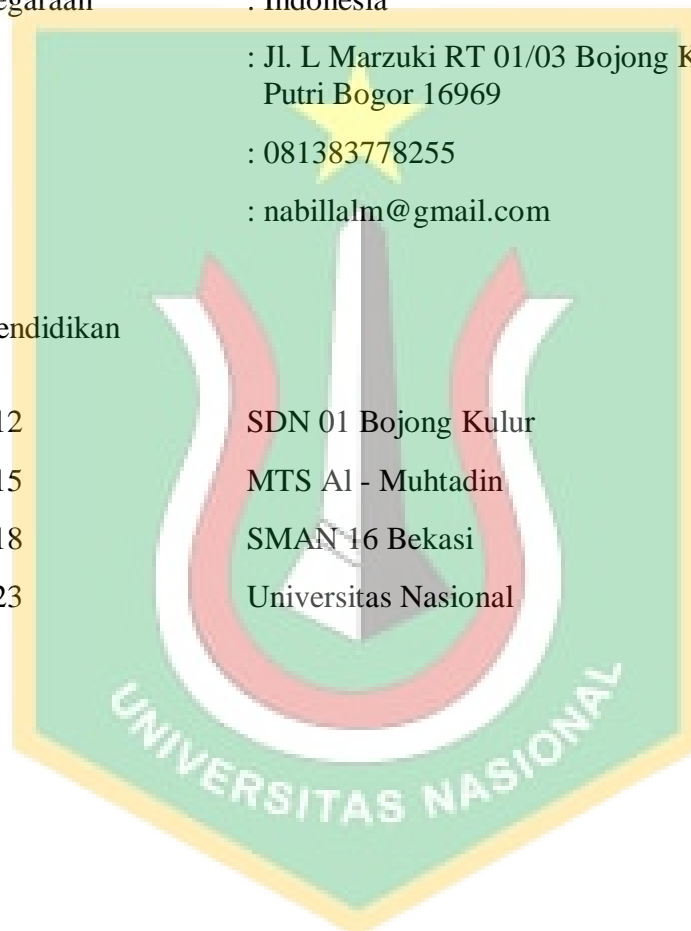 egaraan : Indonesia
: Jl. L Marzuki RT 01/03 Bojong K
Putri Bogor 16969
: 081383778255
: nabillalm@gmail.com
endidikan
12 SDN 01 Bojong Kulur
15 MTS Al - Muhtadin
18 SMAN 16 Bekasi
23 Universitas Nasional
UNIVERSITAS NASIONAL